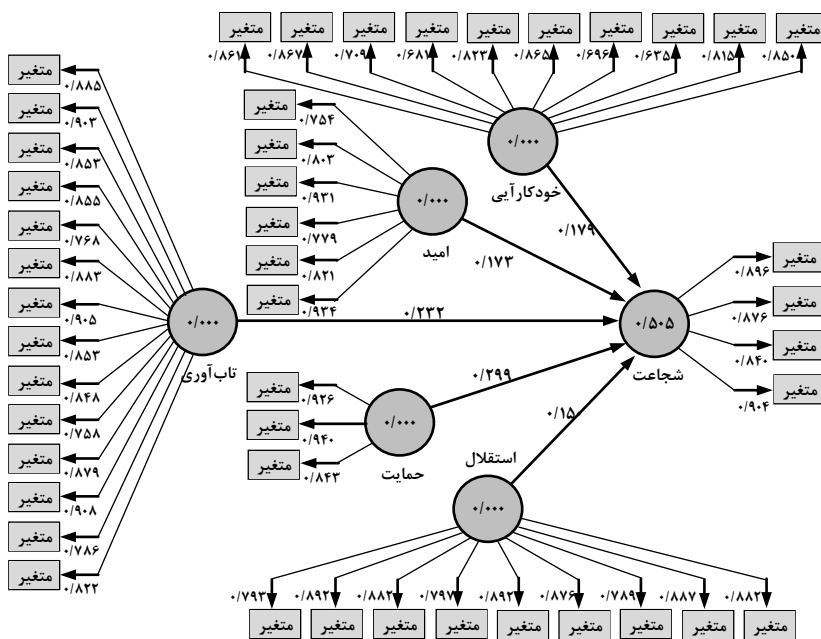 متغیر متغیر متغیر متغیر متغیر متغیر متغیر متغیر متغیر متغیر
۰/۸۶۱ ۰/۸۶۷ ۰/۷۰۹ ۰/۶۸۱ ۰/۸۲۳ ۰/۸۶۵ ۰/۶۹۶ ۰/۶۳۵ ۰/۸۱۵ ۰/۸۵۰
۰/۰۰۰
خودکارآیی
۰/۱۷۹
متغیر
۰/۷۵۴
متغیر
۰/۸۰۳
متغیر
۰/۹۳۱
متغیر
۰/۷۷۹
متغیر
۰/۸۲۱
متغیر
۰/۹۳۴
۰/۰۰۰
امید
۰/۱۷۳
متغیر
۰/۸۸۵
متغیر
۰/۹۰۳
متغیر
۰/۸۵۳
متغیر
۰/۸۵۵
متغیر
۰/۷۶۸
متغیر
۰/۸۸۳
متغیر
۰/۹۰۵
متغیر
۰/۸۵۳
متغیر
۰/۸۴۸
متغیر
۰/۷۵۸
متغیر
۰/۸۷۹
متغیر
۰/۹۰۸
متغیر
۰/۷۸۶
متغیر
۰/۸۲۲
۰/۰۰۰
تاب‌آوری
۰/۲۳۲
۰/۵۰۵
شجاعت
متغیر
۰/۸۹۶
متغیر
۰/۸۷۶
متغیر
۰/۸۴۰
متغیر
۰/۹۰۴
متغیر
۰/۹۲۶
متغیر
۰/۹۴۰
متغیر
۰/۸۴۳
۰/۰۰۰
حمایت
۰/۲۹۹
۰/۱۵۰
استقلال
۰/۰۰۰
۰/۷۹۳ ۰/۸۹۲ ۰/۸۸۲ ۰/۷۹۷ ۰/۸۹۲ ۰/۸۷۶ ۰/۷۸۹ ۰/۸۸۷ ۰/۸۸۲
متغیر متغیر متغیر متغیر متغیر متغیر متغیر متغیر متغیر